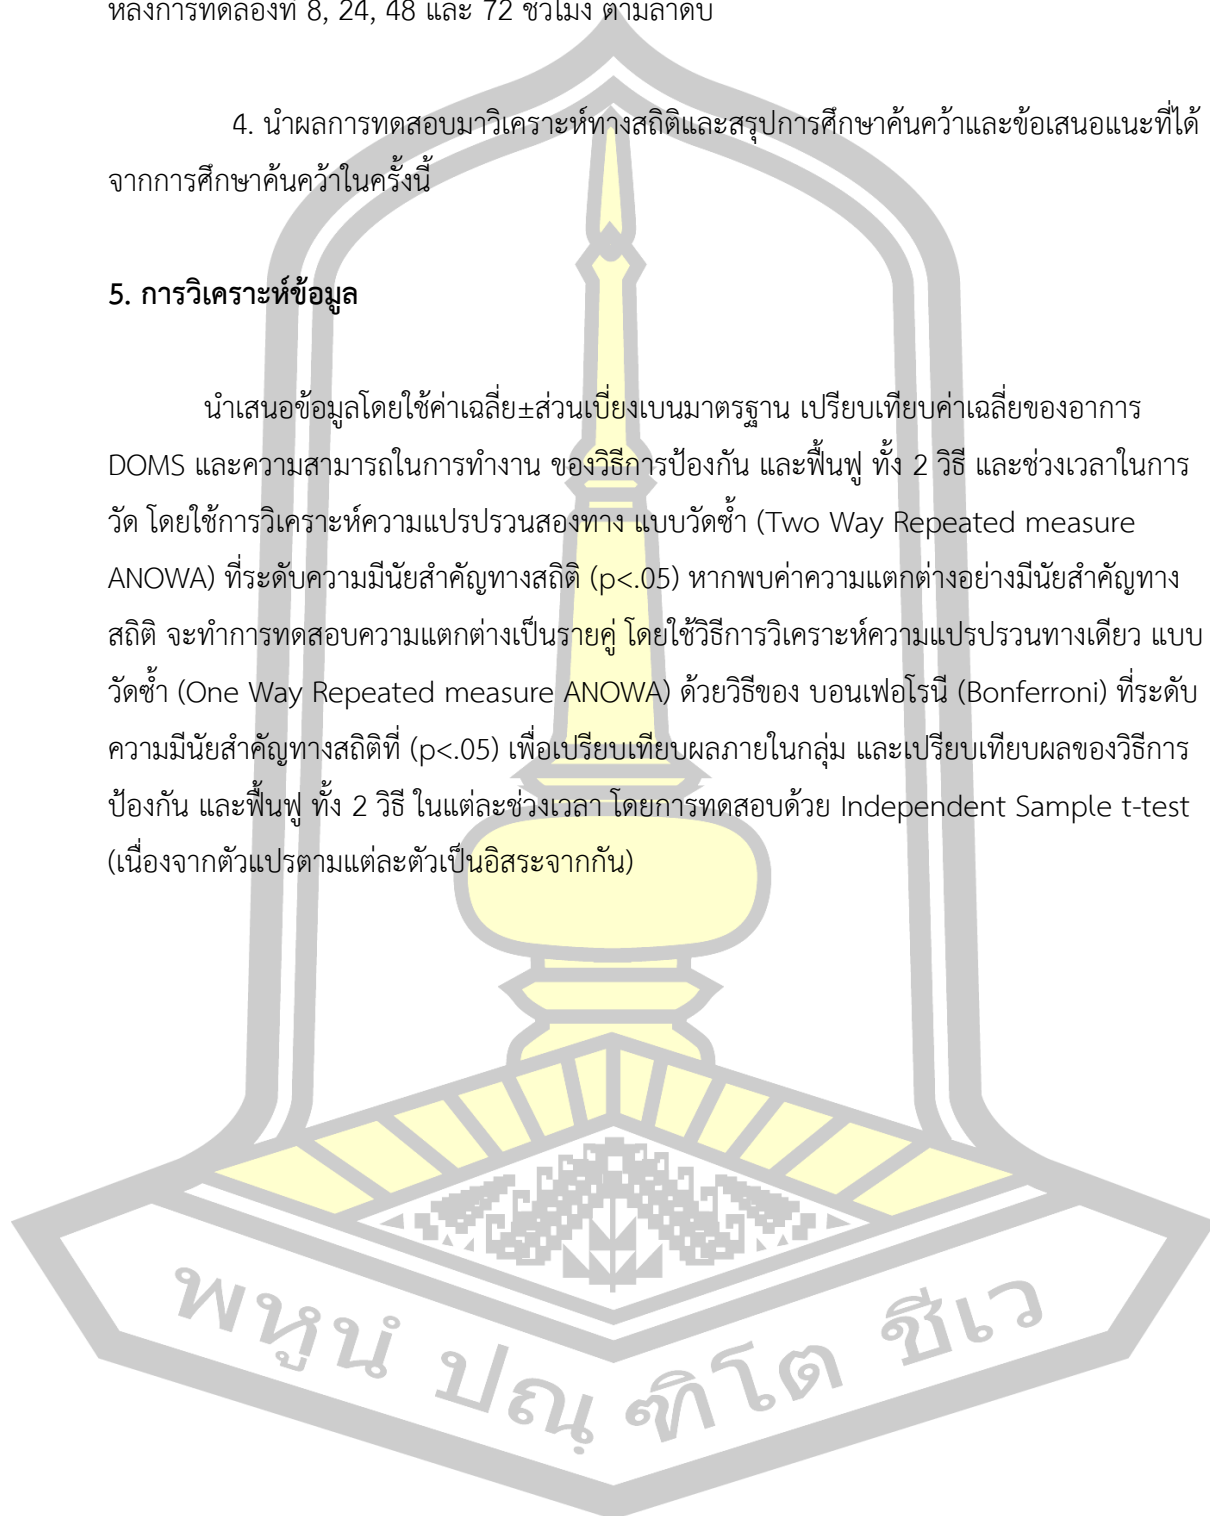 หลังการทดลองที่ 8, 24, 48 และ 72 ชั่วโมง ตามลำดับ
4. นำผลการทดสอบมาวิเคราะห์ทางสถิติและสรุปการศึกษาค้นคว้าและข้อเสนอแนะที่ได้
จากการศึกษาค้นคว้าในครั้งนี้
5. การวิเคราะห์ข้อมูล
นำเสนอข้อมูลโดยใช้ค่าเฉลี่ย±ส่วนเบี่ยงเบนมาตรฐาน เปรียบเทียบค่าเฉลี่ยของอาการ
DOMS และความสามารถในการทำงาน ของวิธีการป้องกัน และฟื้นฟู ทั้ง 2 วิธี และช่วงเวลาในการ
วัด โดยใช้การวิเคราะห์ความแปรปรวนสองทาง แบบวัดซ้ำ (Two Way Repeated measure
ANOWA) ที่ระดับความมีนัยสำคัญทางสถิติ (p<.05) หากพบค่าความแตกต่างอย่างมีนัยสำคัญทาง
สถิติ จะทำการทดสอบความแตกต่างเป็นรายคู่ โดยใช้วิธีการวิเคราะห์ความแปรปรวนทางเดียว แบบ
วัดซ้ำ (One Way Repeated measure ANOWA) ด้วยวิธีของ บอนเฟอโรนี (Bonferroni) ที่ระดับ
ความมีนัยสำคัญทางสถิติที่ (p<.05) เพื่อเปรียบเทียบผลภายในกลุ่ม และเปรียบเทียบผลของวิธีการ
ป้องกัน และฟื้นฟู ทั้ง 2 วิธี ในแต่ละช่วงเวลา โดยการทดสอบด้วย Independent Sample t-test
(เนื่องจากตัวแปรตามแต่ละตัวเป็นอิสระจากกัน)
พหูนํ ปณฺฑิโต ชีเว